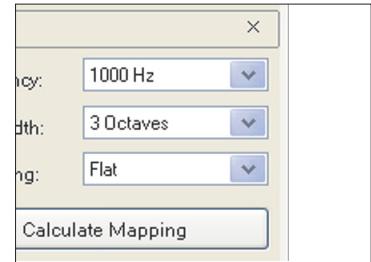 ncy: 1000 Hz
dth: 3 Octaves
ng: Flat
Calculate Mapping